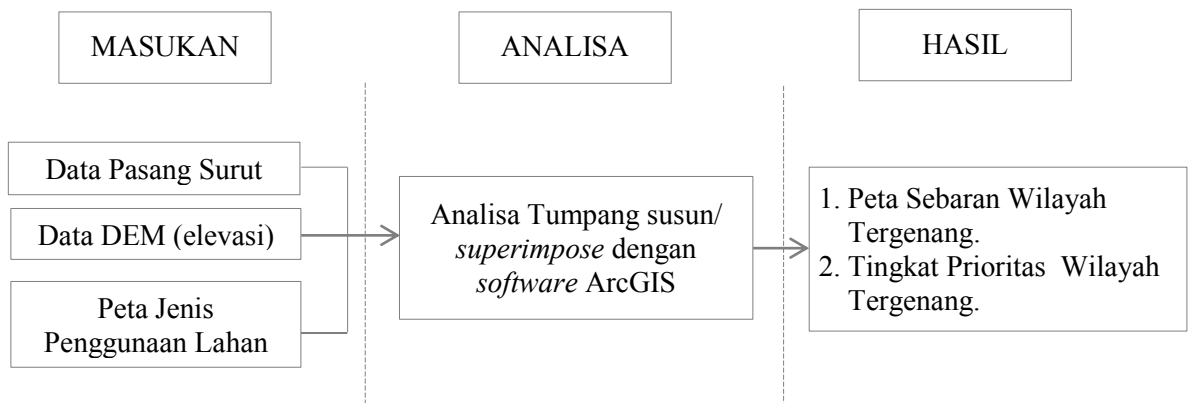 MASUKAN
ANALISA
HASIL
Data Pasang Surut
Data DEM (elevasi)
Peta Jenis
Penggunaan Lahan
Analisa Tumpang susun/
superimpose dengan
software ArcGIS
1. Peta Sebaran Wilayah
Tergenang.
2. Tingkat Prioritas Wilayah
Tergenang.